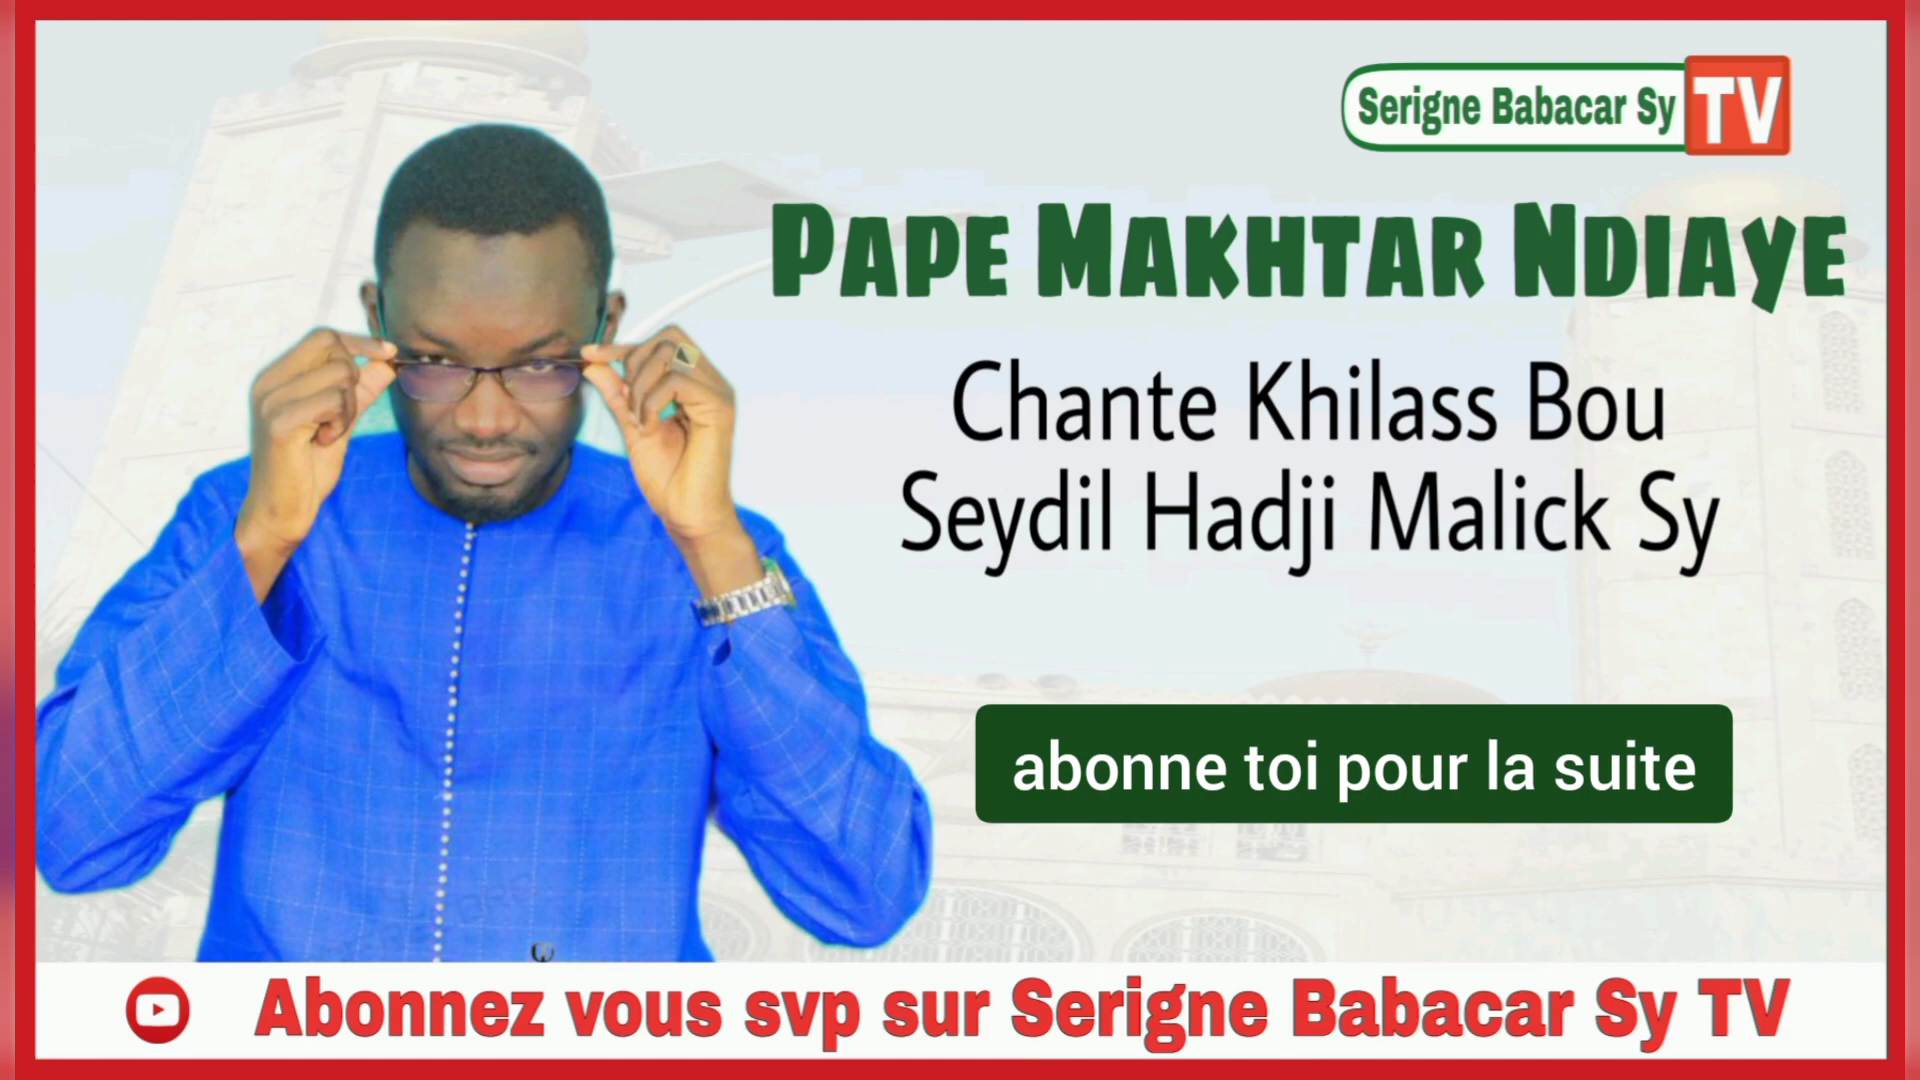 Serigne Babacar Sy TV
PAPE MAKHTAR NDIAYE
Chante Khilass Bou
Seydil Hadji Malick Sy
abonne toi pour la suite
Abonnez vous svp sur Serigne Babacar Sy TV